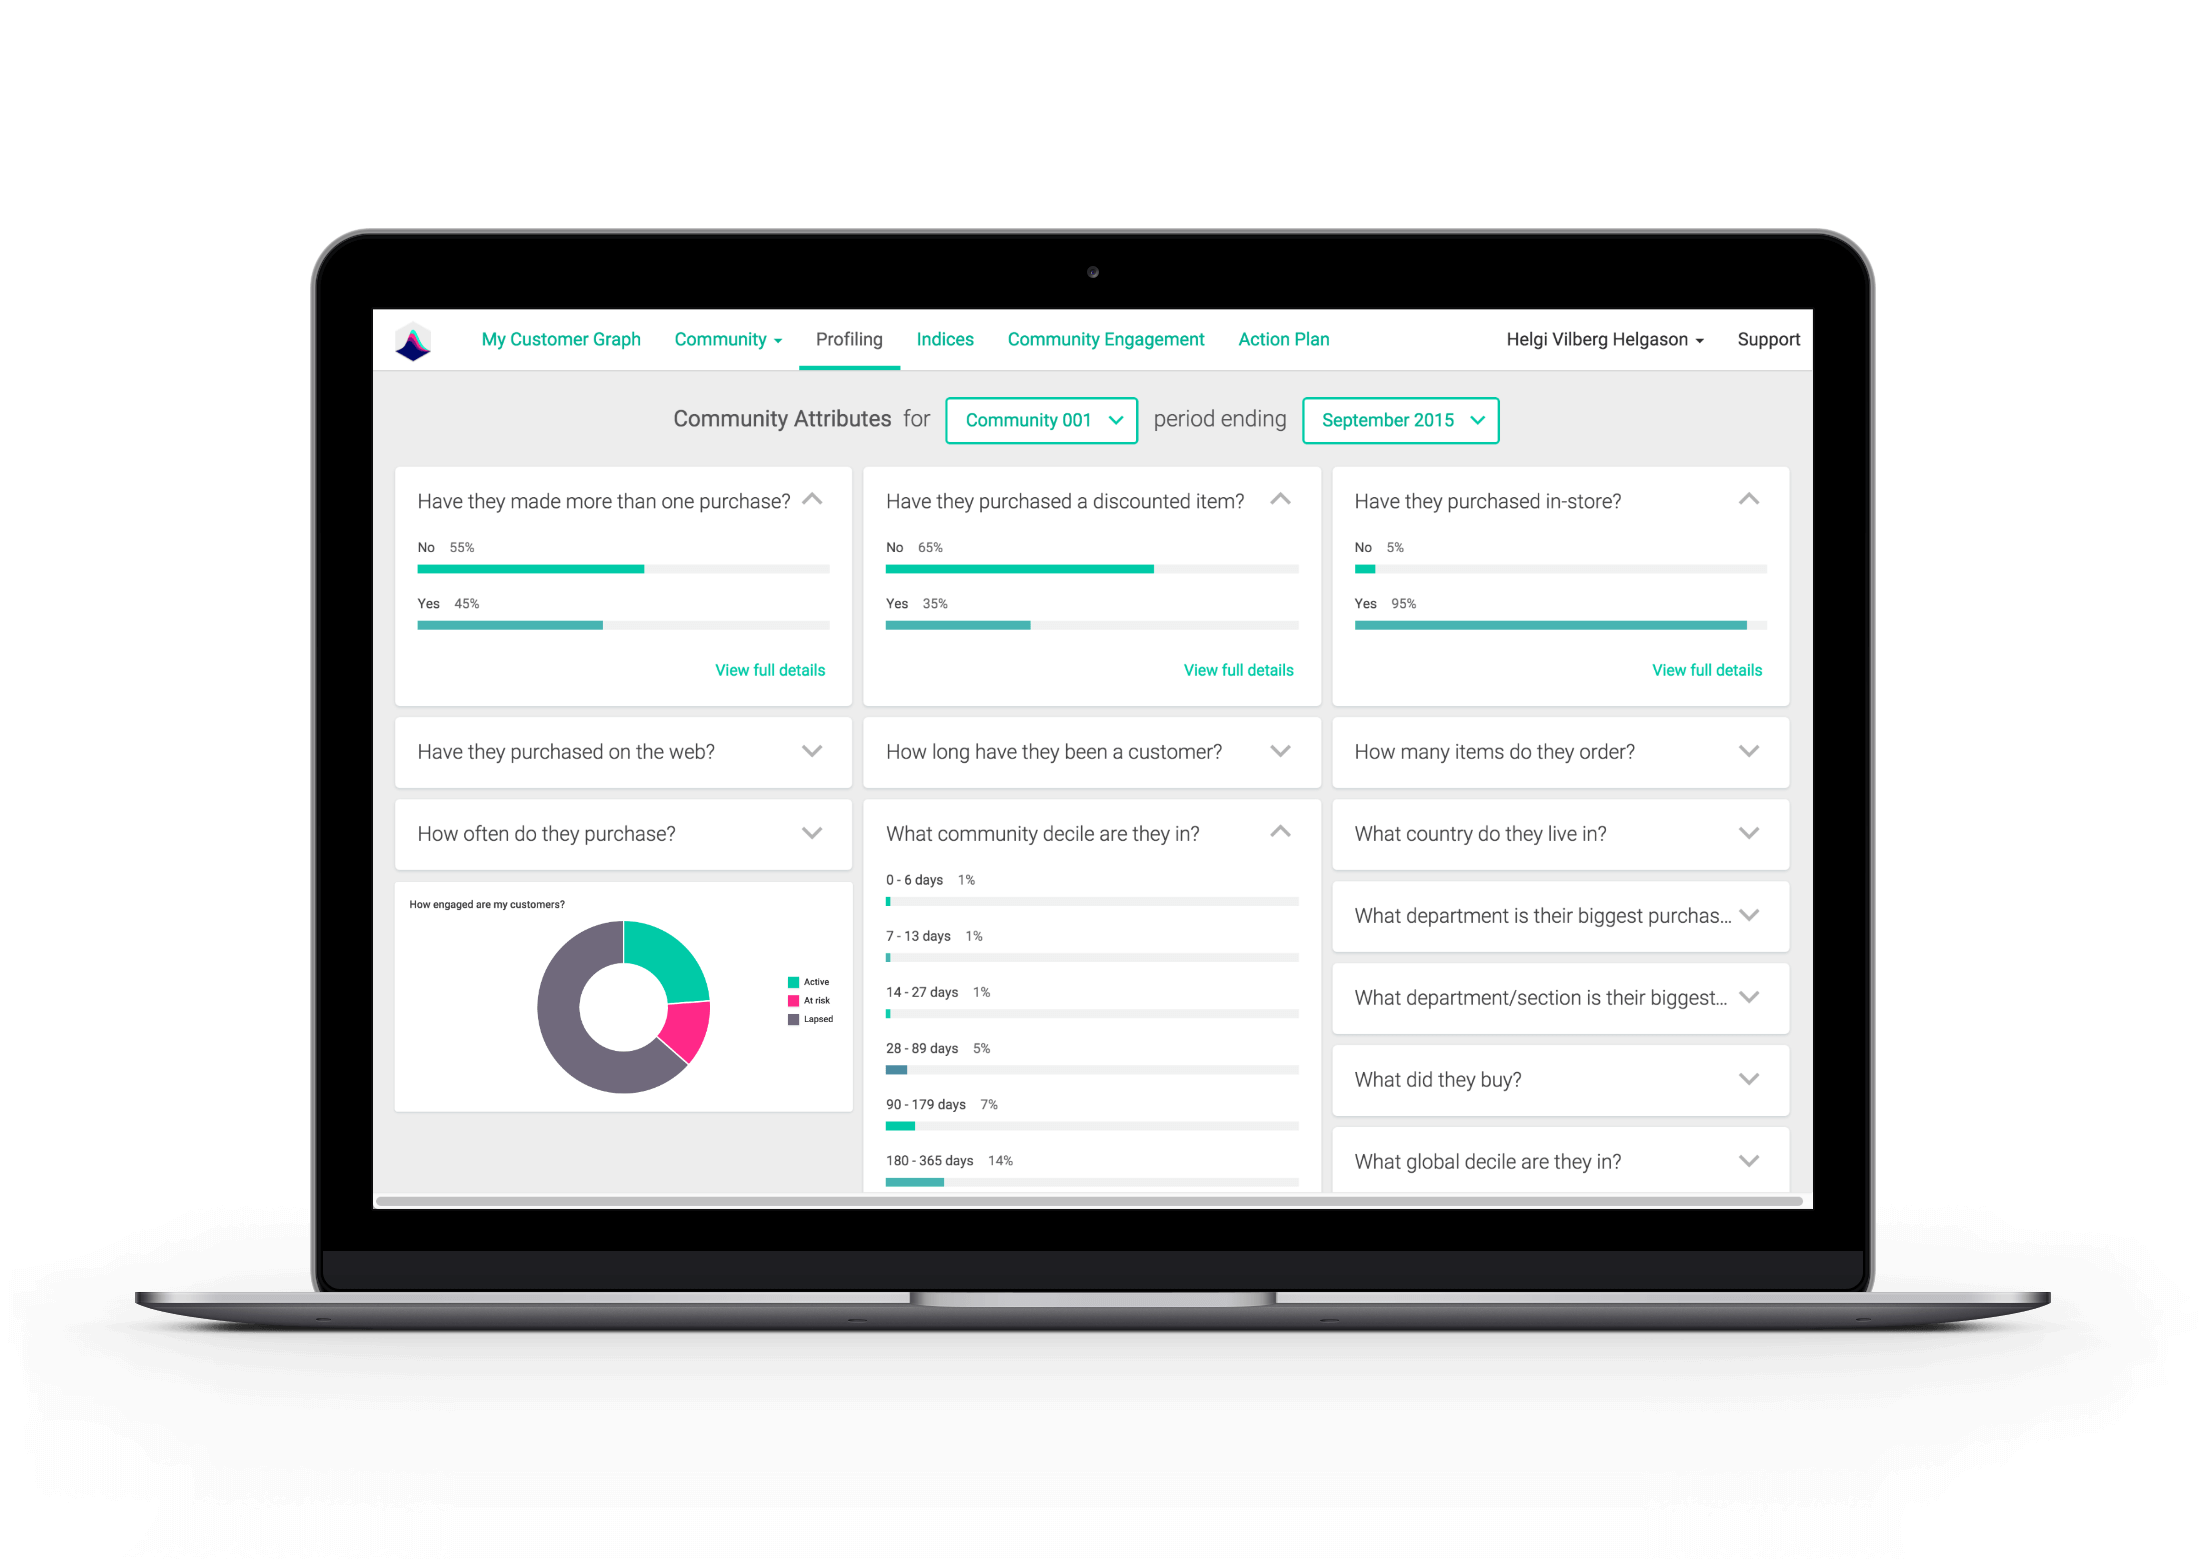 My Customer Graph Community Profiling Indices Community Engagement Action Plan Helgi Vilberg Helgason Support
Community Attributes for Community 001 period ending September 2015
Have they made more than one purchase?
No 55%
Yes 45%
View full details
Have they purchased a discounted item?
No 65%
Yes 35%
View full details
Have they purchased in-store?
No 5%
Yes 95%
View full details
Have they purchased on the web?
How long have they been a customer?
How many items do they order?
How often do they purchase?
How engaged are my customers?
Active
At risk
Lapsed
What community decile are they in?
0 - 6 days 1%
7 - 13 days 1%
14 - 27 days 1%
28 - 89 days 5%
90 - 179 days 7%
180 - 365 days 14%
What country do they live in?
What department is their biggest purchas...
What department/section is their biggest...
What did they buy?
What global decile are they in?